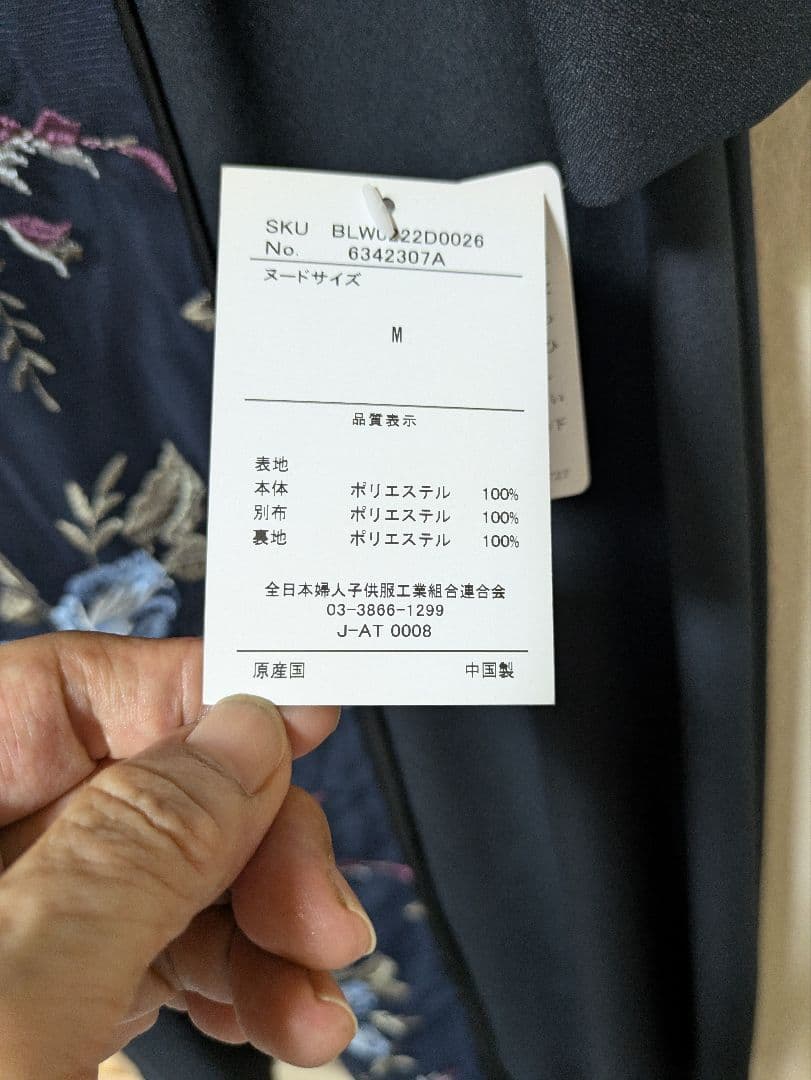 SKU
No. 6342307A
ヌードサイズ
M
品質表示
表地
本体 ポリエステル 100%
別布 ポリエステル 100%
裏地 ポリエステル 100%
全日本婦人子供服工業組合連合会
03-3866-1299
J-AT 0008
原産国 中国製